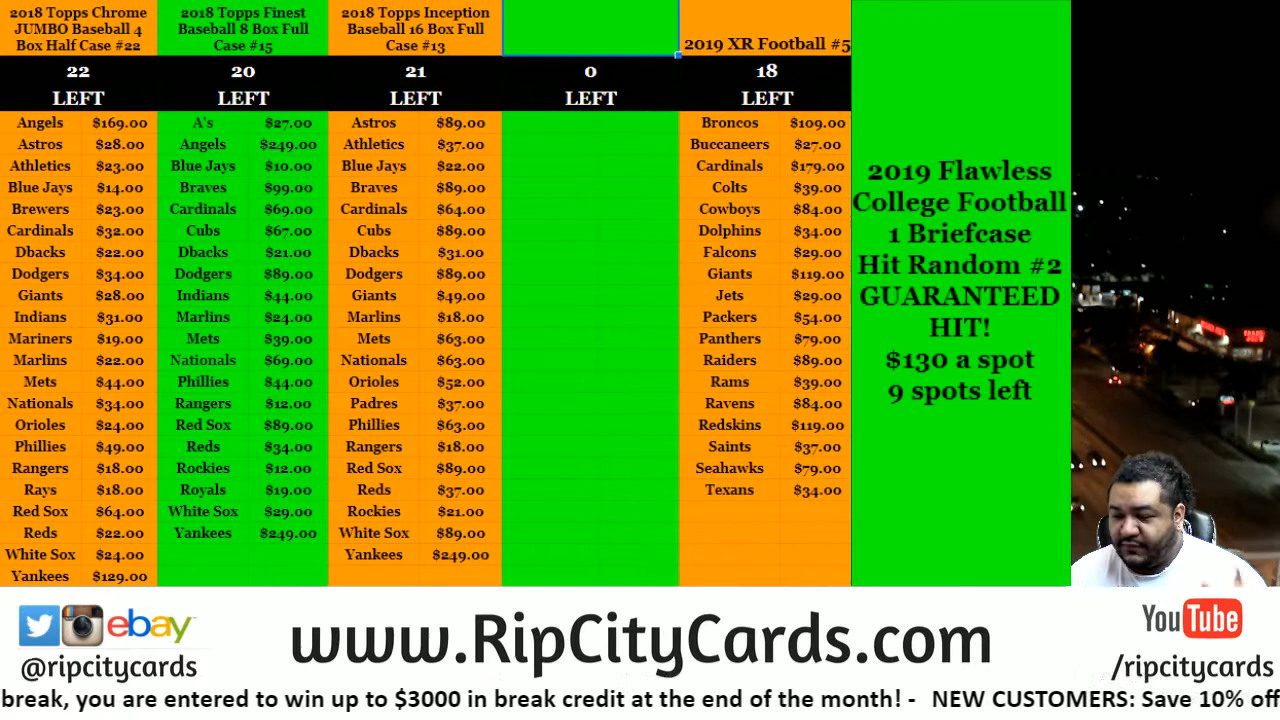 2018 Topps Chrome
JUMBO Baseball 4
Box Half Case #22
22
LEFT
Angels $169.00
Astros $28.00
Athletics $23.00
Blue Jays $14.00
Brewers $23.00
Cardinals $32.00
Dbacks $22.00
Dodgers $34.00
Giants $28.00
Indians $31.00
Mariners $19.00
Marlins $22.00
Mets $44.00
Nationals $34.00
Orioles $24.00
Phillies $49.00
Rangers $18.00
Rays $18.00
Red Sox $64.00
Reds $22.00
White Sox $24.00
Yankees $129.00
2018 Topps Finest
Baseball 8 Box Full
Case #15
20
LEFT
A's $27.00
Angels $249.00
Blue Jays $10.00
Braves $99.00
Cardinals $69.00
Cubs $67.00
Dbacks $21.00
Dodgers $89.00
Indians $44.00
Marlins $24.00
Mets $39.00
Nationals $69.00
Phillies $44.00
Rangers $12.00
Red Sox $89.00
Reds $34.00
Rockies $12.00
Royals $19.00
White Sox $29.00
Yankees $249.00
2018 Topps Inception
Baseball 16 Box Full
Case #13
21
LEFT
Astros $89.00
Athletics $37.00
Blue Jays $22.00
Braves $89.00
Cardinals $64.00
Cubs $89.00
Dbacks $31.00
Dodgers $89.00
Giants $49.00
Marlins $18.00
Mets $63.00
Nationals $63.00
Orioles $52.00
Padres $37.00
Phillies $63.00
Rangers $18.00
Red Sox $89.00
Reds $37.00
Rockies $21.00
White Sox $89.00
Yankees $249.00
0
LEFT
2019 XR Football #5
18
LEFT
Broncos $109.00
Buccaneers $27.00
Cardinals $179.00
Colts $39.00
Cowboys $84.00
Dolphins $34.00
Falcons $29.00
Giants $119.00
Jets $29.00
Packers $54.00
Panthers $79.00
Raiders $89.00
Rams $39.00
Ravens $84.00
Redskins $119.00
Saints $37.00
Seahawks $79.00
Texans $34.00
2019 Flawless
College Football
1 Briefcase
Hit Random #2
GUARANTEED
HIT!
$130 a spot
9 spots left
ebay
@ripcitycards
www.RipCityCards.com
YouTube
/ripcitycards
break, you are entered to win up to $3000 in break credit at the end of the month! - NEW CUSTOMERS: Save 10% off